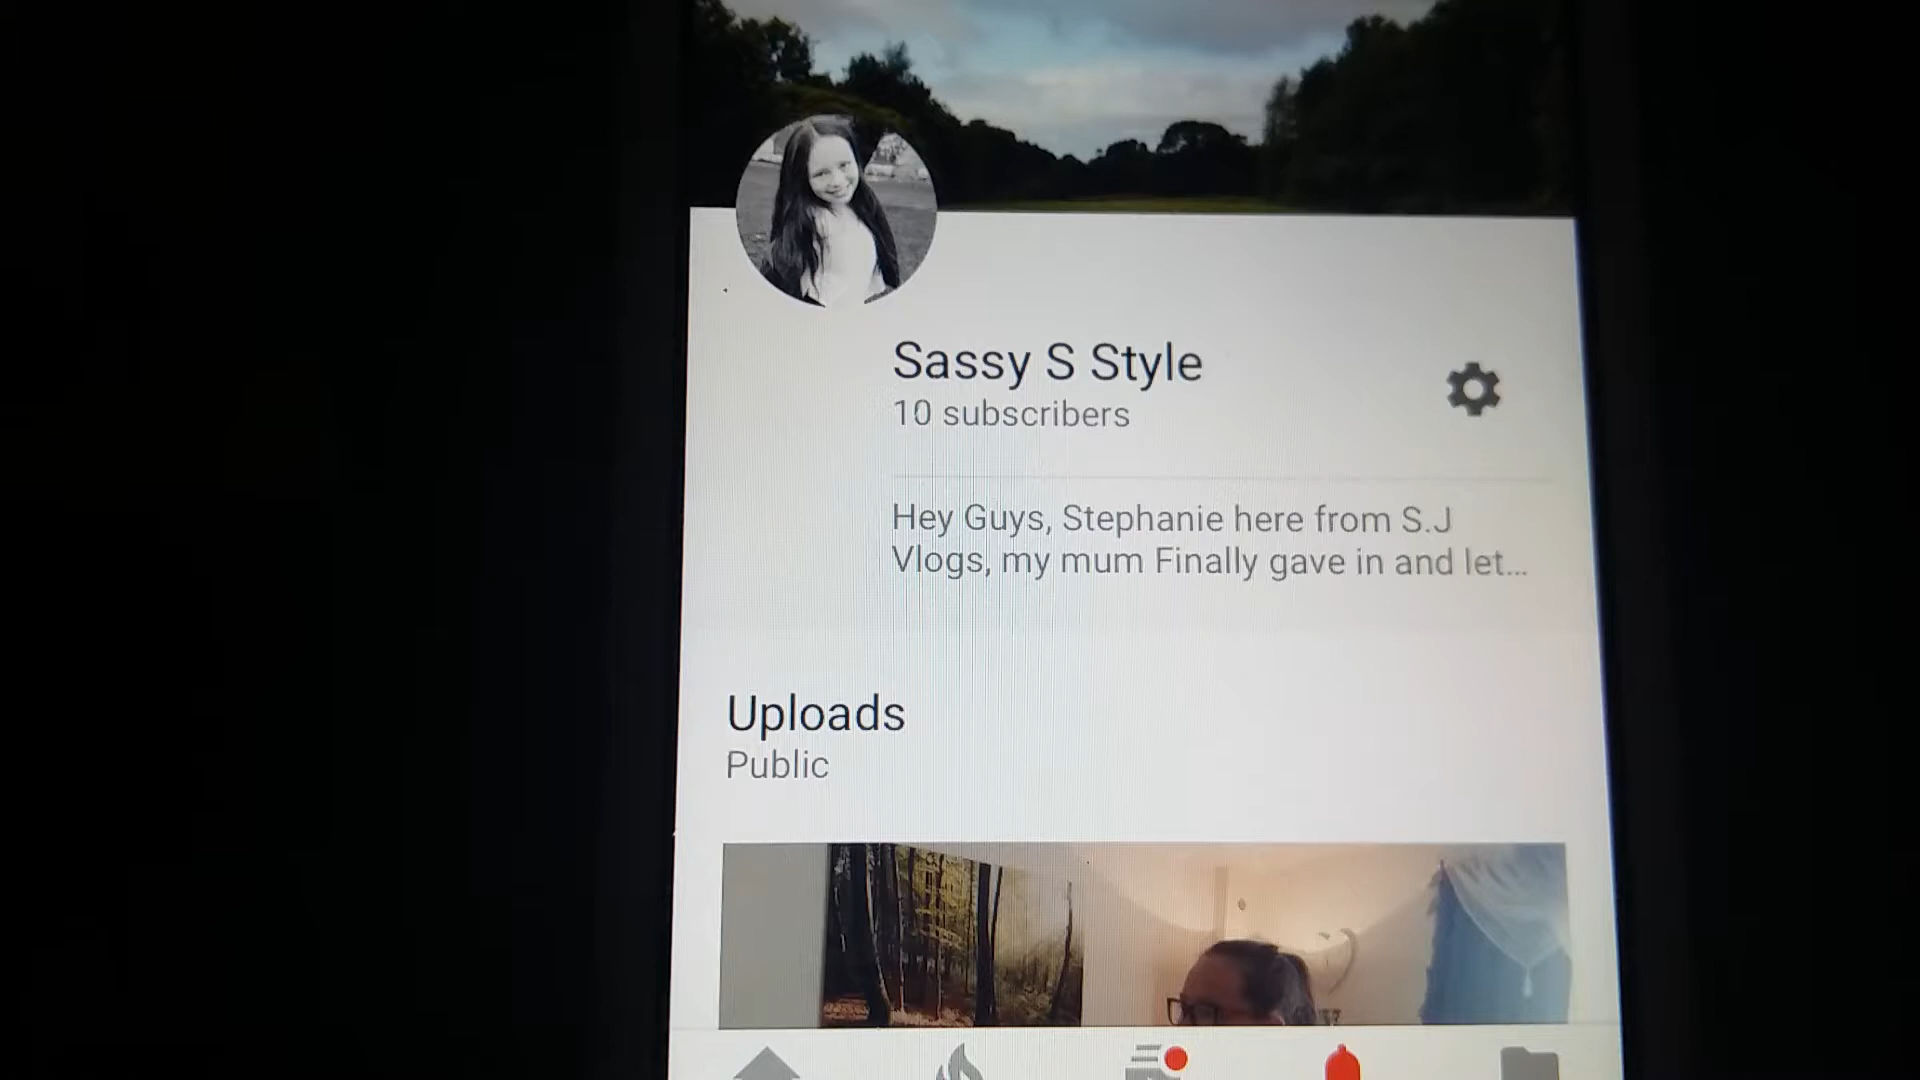 Sassy S Style
10 subscribers
Hey Guys, Stephanie here from S.J
Vlogs, my mum Finally gave in and let...
Uploads
Public